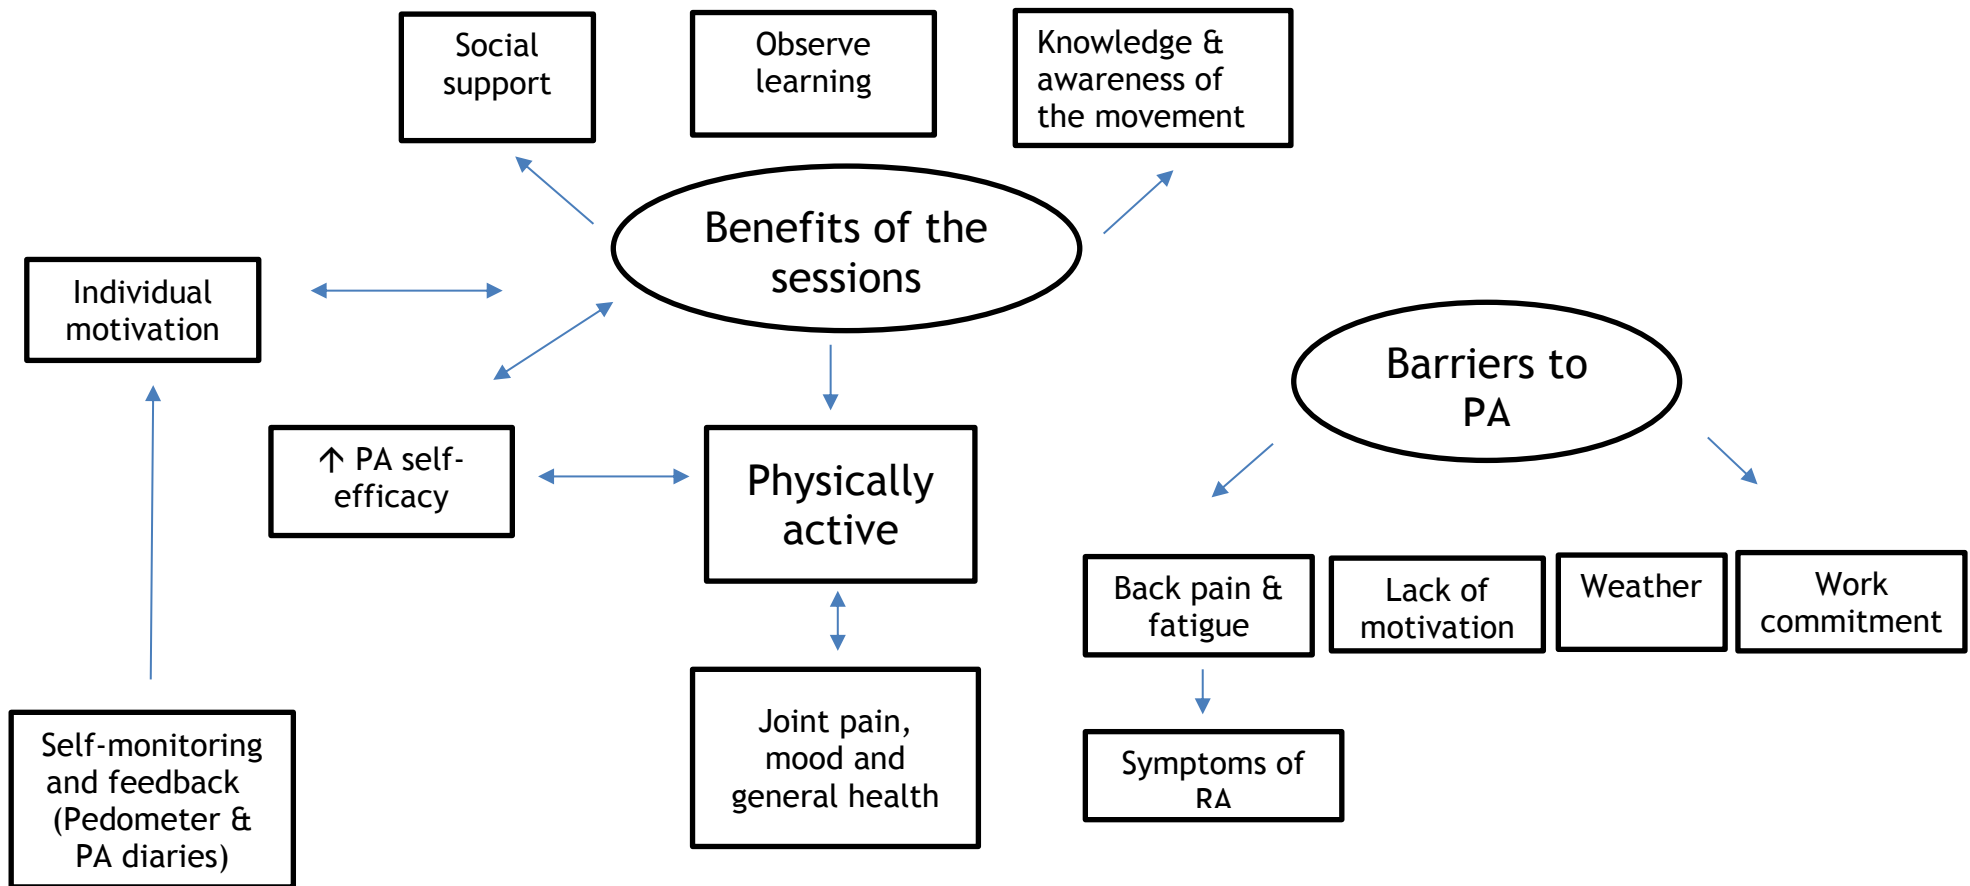 Social
support
Observe
learning
Knowledge &
awareness of
the movement
Benefits of the
sessions
Individual
motivation
Barriers to
PA
↑ PA self-
efficacy
Physically
active
Back pain &
fatigue
Lack of
motivation
Weather
Work
commitment
Self-monitoring
and feedback
(Pedometer &
PA diaries)
Joint pain,
mood and
general health
Symptoms of
RA